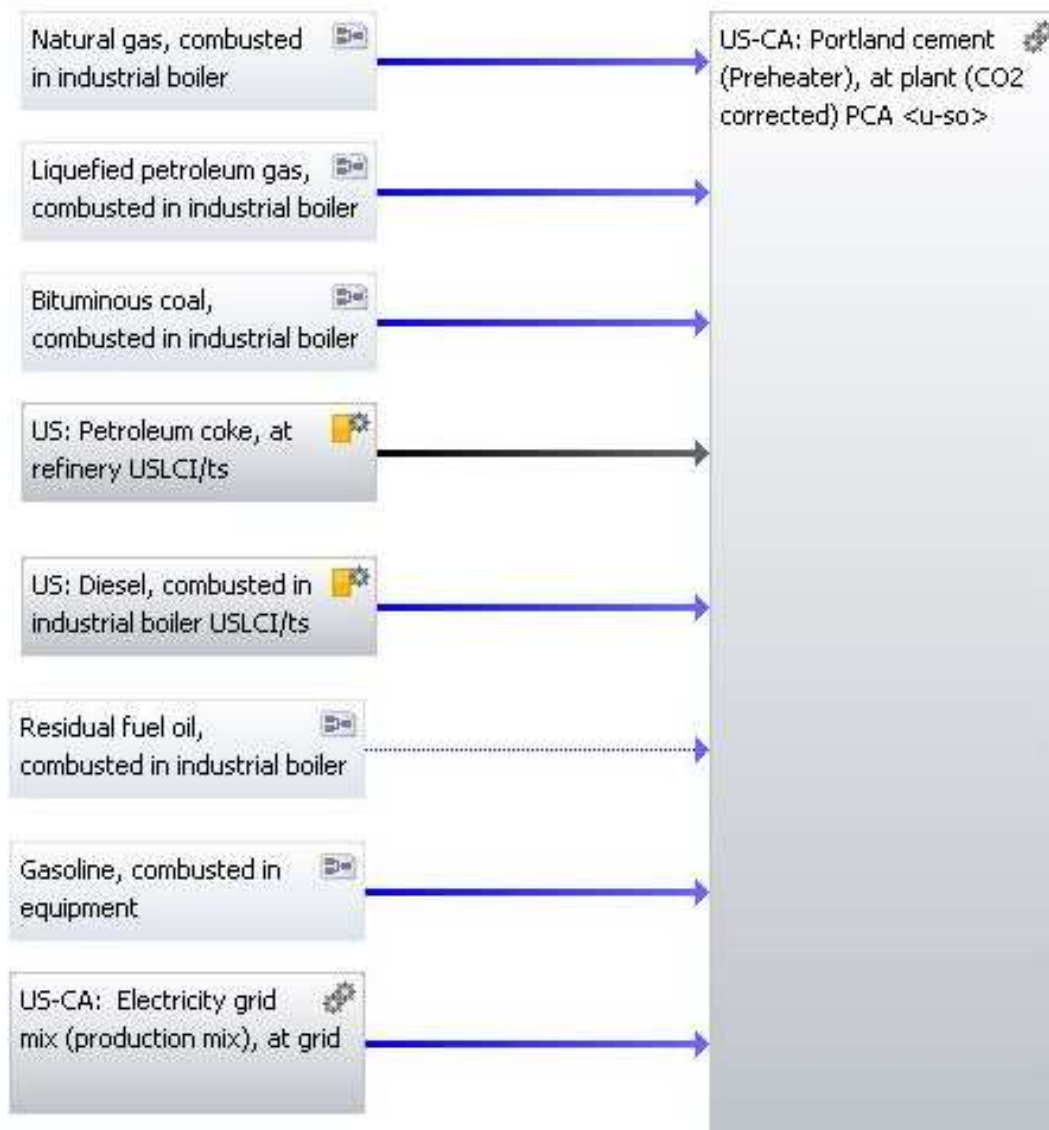 Natural gas, combusted
in industrial boiler
US-CA: Portland cement
(Preheater), at plant (CO2
corrected) PCA <u-so>
Liquefied petroleum gas,
combusted in industrial boiler
Bituminous coal,
combusted in industrial boiler
US: Petroleum coke, at
refinery USLCI/ts
US: Diesel, combusted in
industrial boiler USLCI/ts
Residual fuel oil,
combusted in industrial boiler
Gasoline, combusted in
equipment
US-CA: Electricity grid
mix (production mix), at grid